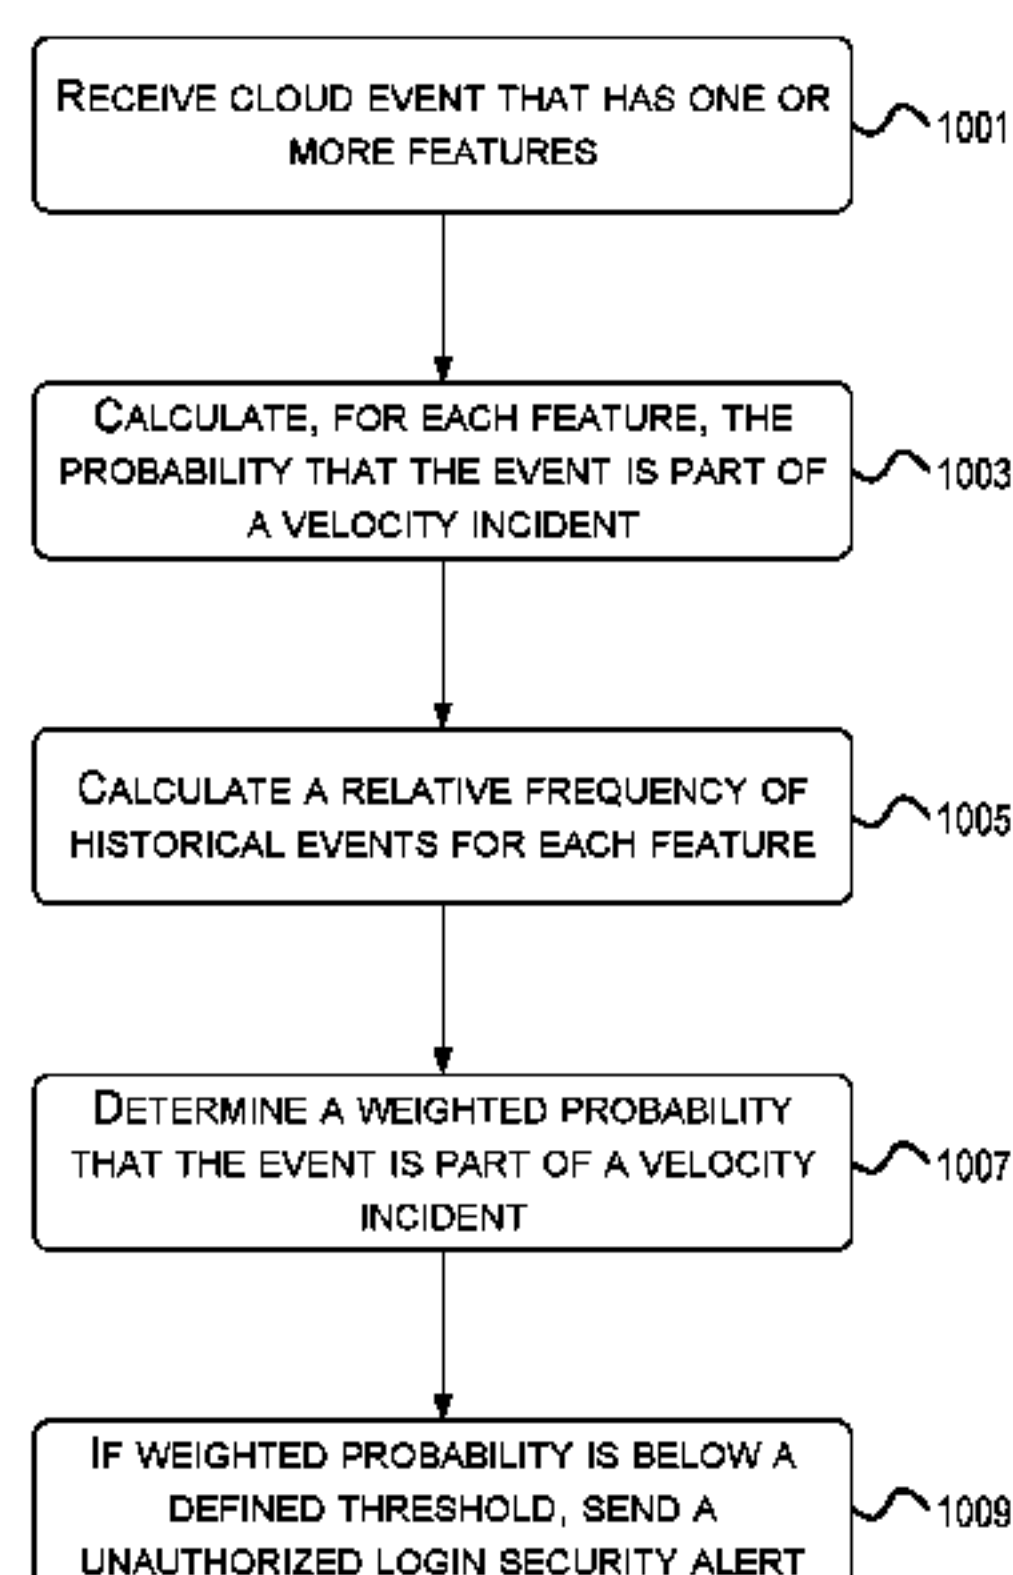 RECEIVE CLOUD EVENT THAT HAS ONE OR
MORE FEATURES
1001
CALCULATE, FOR EACH FEATURE, THE
PROBABILITY THAT THE EVENT IS PART OF
A VELOCITY INCIDENT
1003
CALCULATE A RELATIVE FREQUENCY OF
HISTORICAL EVENTS FOR EACH FEATURE
1005
DETERMINE A WEIGHTED PROBABILITY
THAT THE EVENT IS PART OF A VELOCITY
INCIDENT
1007
IF WEIGHTED PROBABILITY IS BELOW A
DEFINED THRESHOLD, SEND A
UNAUTHORIZED LOGIN SECURITY ALERT
1009